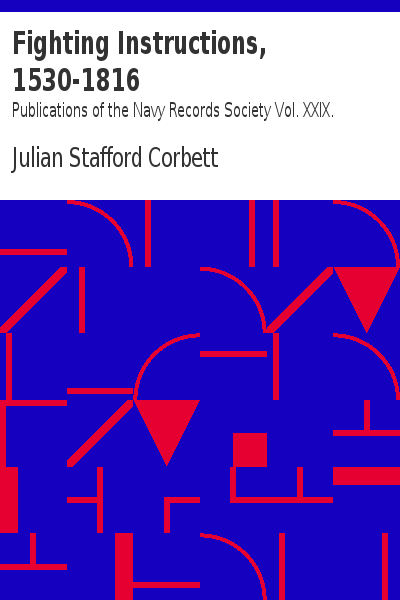 Fighting Instructions,
1530-1816
Publications of the Navy Records Society Vol. XXIX.
Julian Stafford Corbett